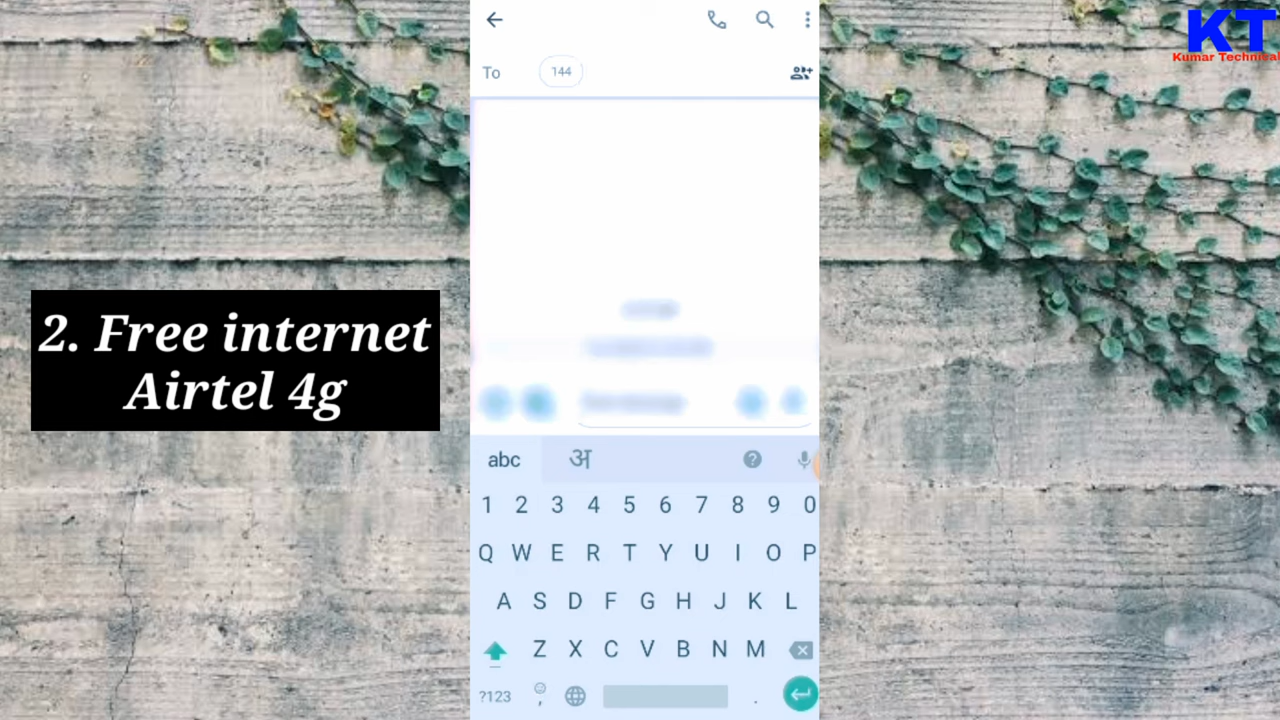 KT
Kumar Technica
To 144
2. Free internet
Airtel 4g
abc अ
1 2 3 4 5 6 7 8 9 0
Q W E R T Y U I O P
A S D F G H J K L
Z X C V B N M
?123 , .